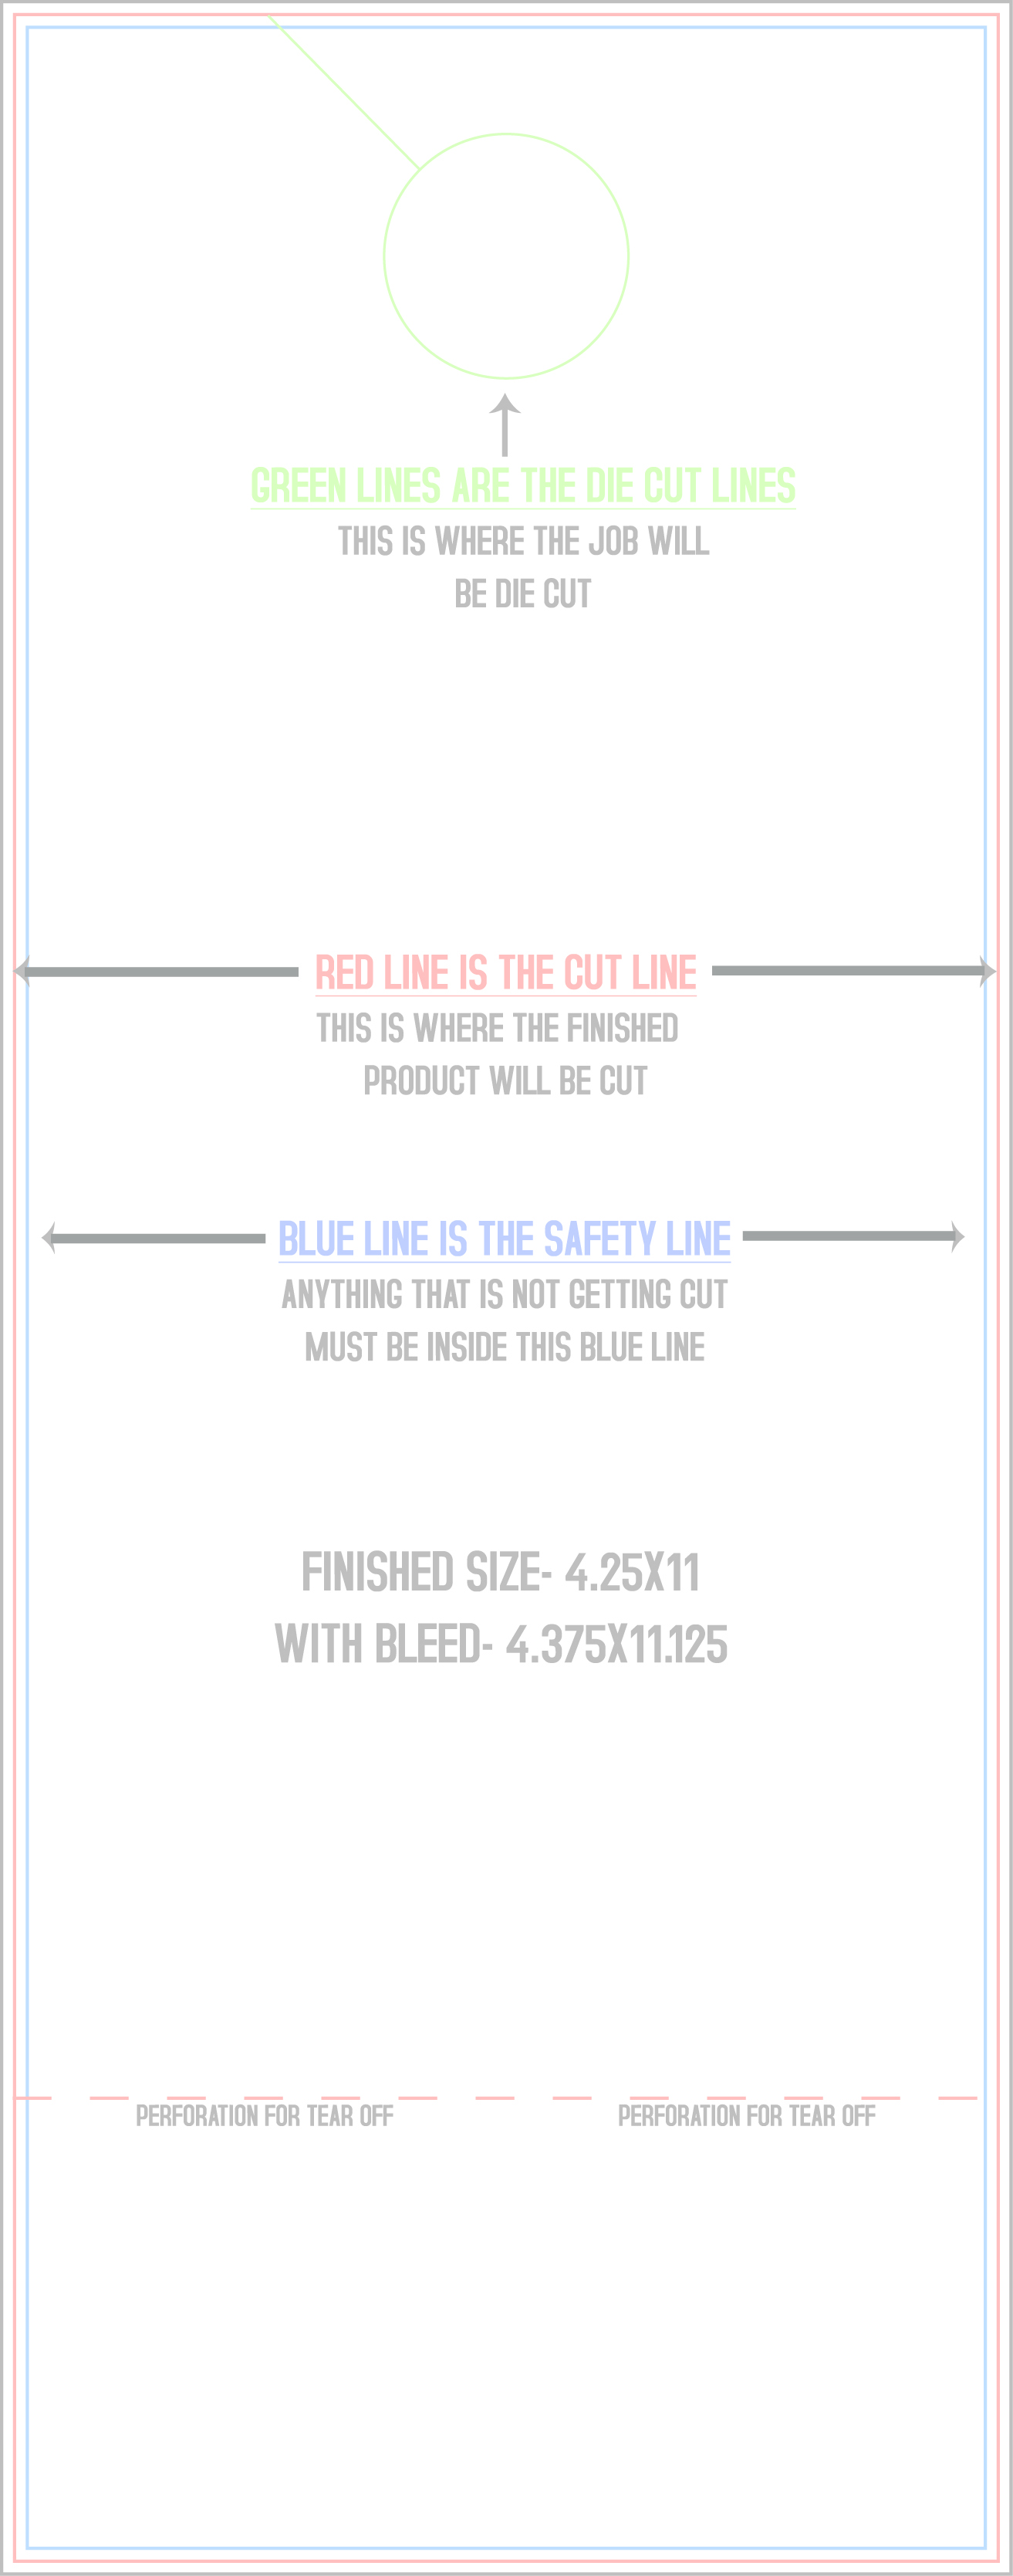 GREEN LINES ARE THE DIE CUT LINES
THIS IS WHERE THE JOB WILL
BE DIE CUT
RED LINE IS THE CUT LINE
THIS IS WHERE THE FINISHED
PRODUCT WILL BE CUT
BLUE LINE IS THE SAFETY LINE
ANYTHING THAT IS NOT GETTING CUT
MUST BE INSIDE THIS BLUE LINE
FINISHED SIZE- 4.25X11
WITH BLEED- 4.375X11.125
PERFORATION FOR TEAR OFF
PERFORATION FOR TEAR OFF